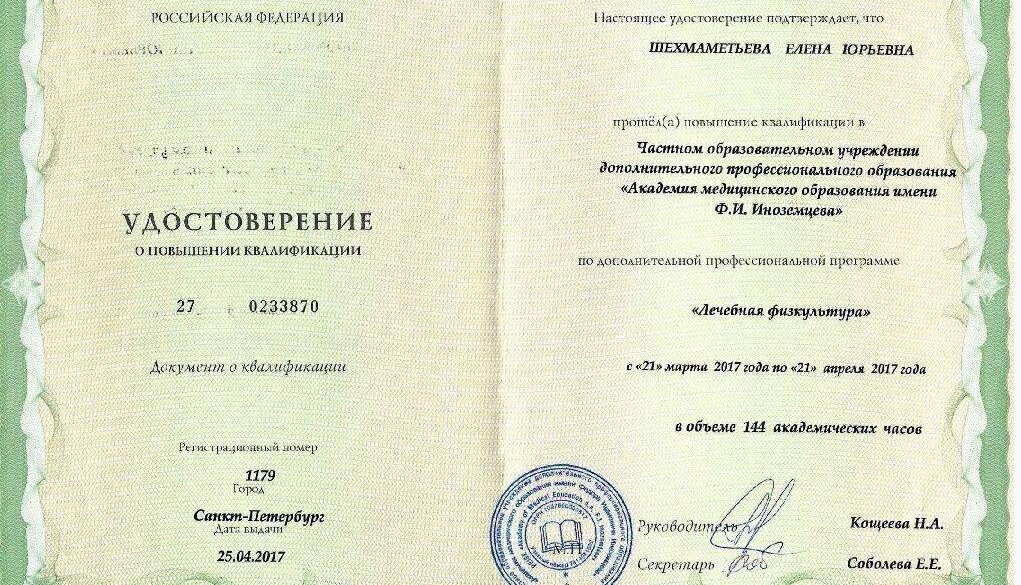 РОССИЙСКАЯ ФЕДЕРАЦИЯ
УДОСТОВЕРЕНИЕ
О ПОВЫШЕНИИ КВАЛИФИКАЦИИ
27 0233870
Документ о квалификации
Регистрационный номер
1179
Город
Санкт-Петербург
Дата выдачи
25.04.2017
Настоящее удостоверение подтверждает, что
ШЕХМАМЕТЬЕВА ЕЛЕНА ЮРЬЕВНА
прошёл(а) повышение квалификации в
Частном образовательном учреждении
дополнительного профессионального образования
«Академия медицинского образования имени
Ф.И. Иноземцева»
по дополнительной профессиональной программе
«Лечебная физкультура»
с «21» марта 2017 года по «21» апреля 2017 года
в объеме 144 академических часов
М.П.
Руководитель Кощеева Н.А.
Секретарь Соболева Е.Е.